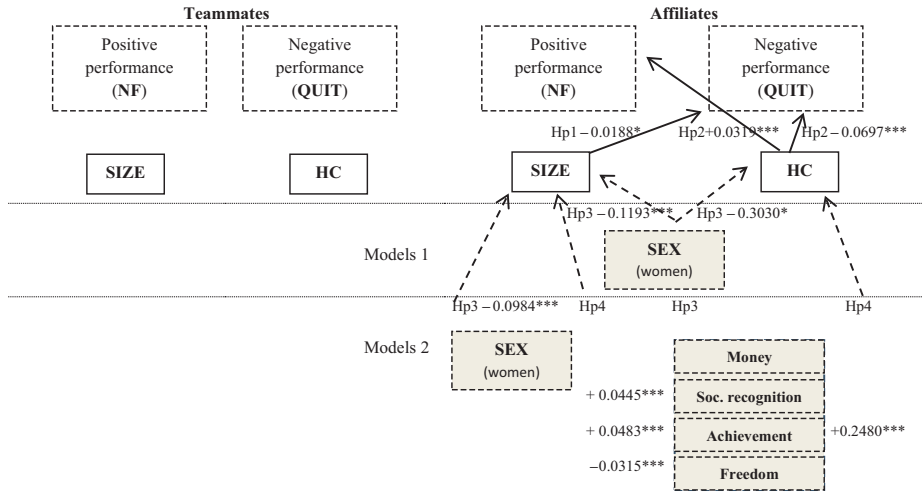 Teammates
Affiliates
Positive
performance
(NF)
Negative
performance
(QUIT)
Positive
performance
(NF)
Negative
performance
(QUIT)
Hp1 −0.0188*
Hp2+0.0319***
Hp2 −0.0697***
SIZE
HC
SIZE
HC
Hp3 −0.1193***
Hp3 −0.3030*
Models 1
SEX
(women)
Hp3 −0.0984***
Hp4
Hp3
Hp4
Models 2
SEX
(women)
Money
+ 0.0445***
Soc. recognition
+ 0.0483***
Achievement
+0.2480***
−0.0315***
Freedom